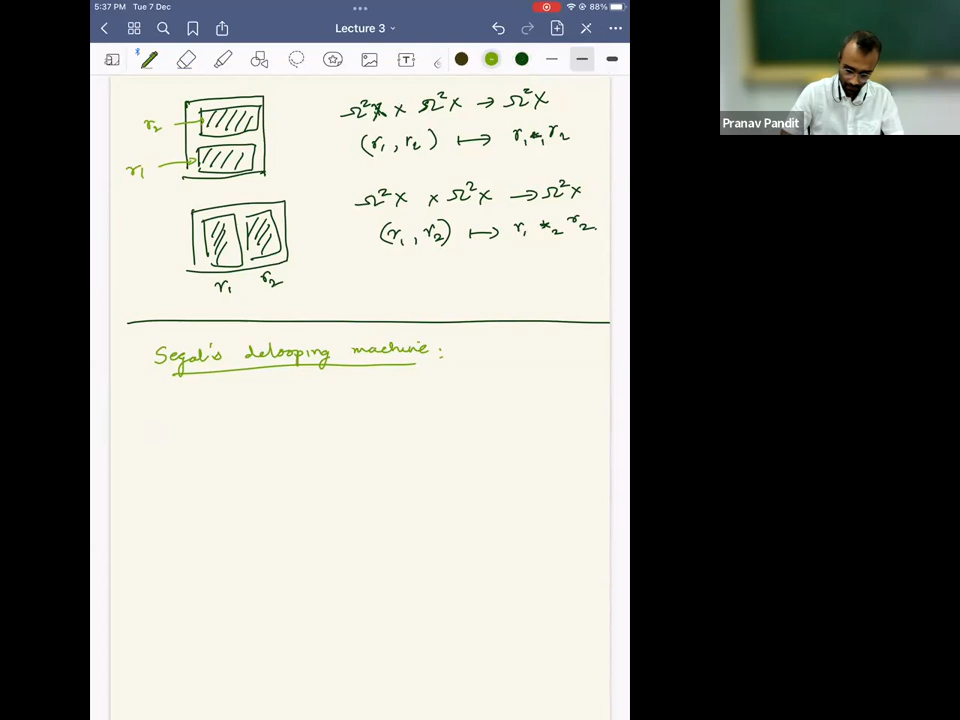 5:37 PM Tue 7 Dec
88%
Lecture 3
Pranav Pandit
r₂
r₁
Ω²X × Ω²X → Ω²X
(r₁, r₂) ⟼ r₁ *₁ r₂
Ω²X × Ω²X → Ω²X
(r₁, r₂) ⟼ r₁ *₂ r₂
r₁ r₂
Segal's delooping machine: